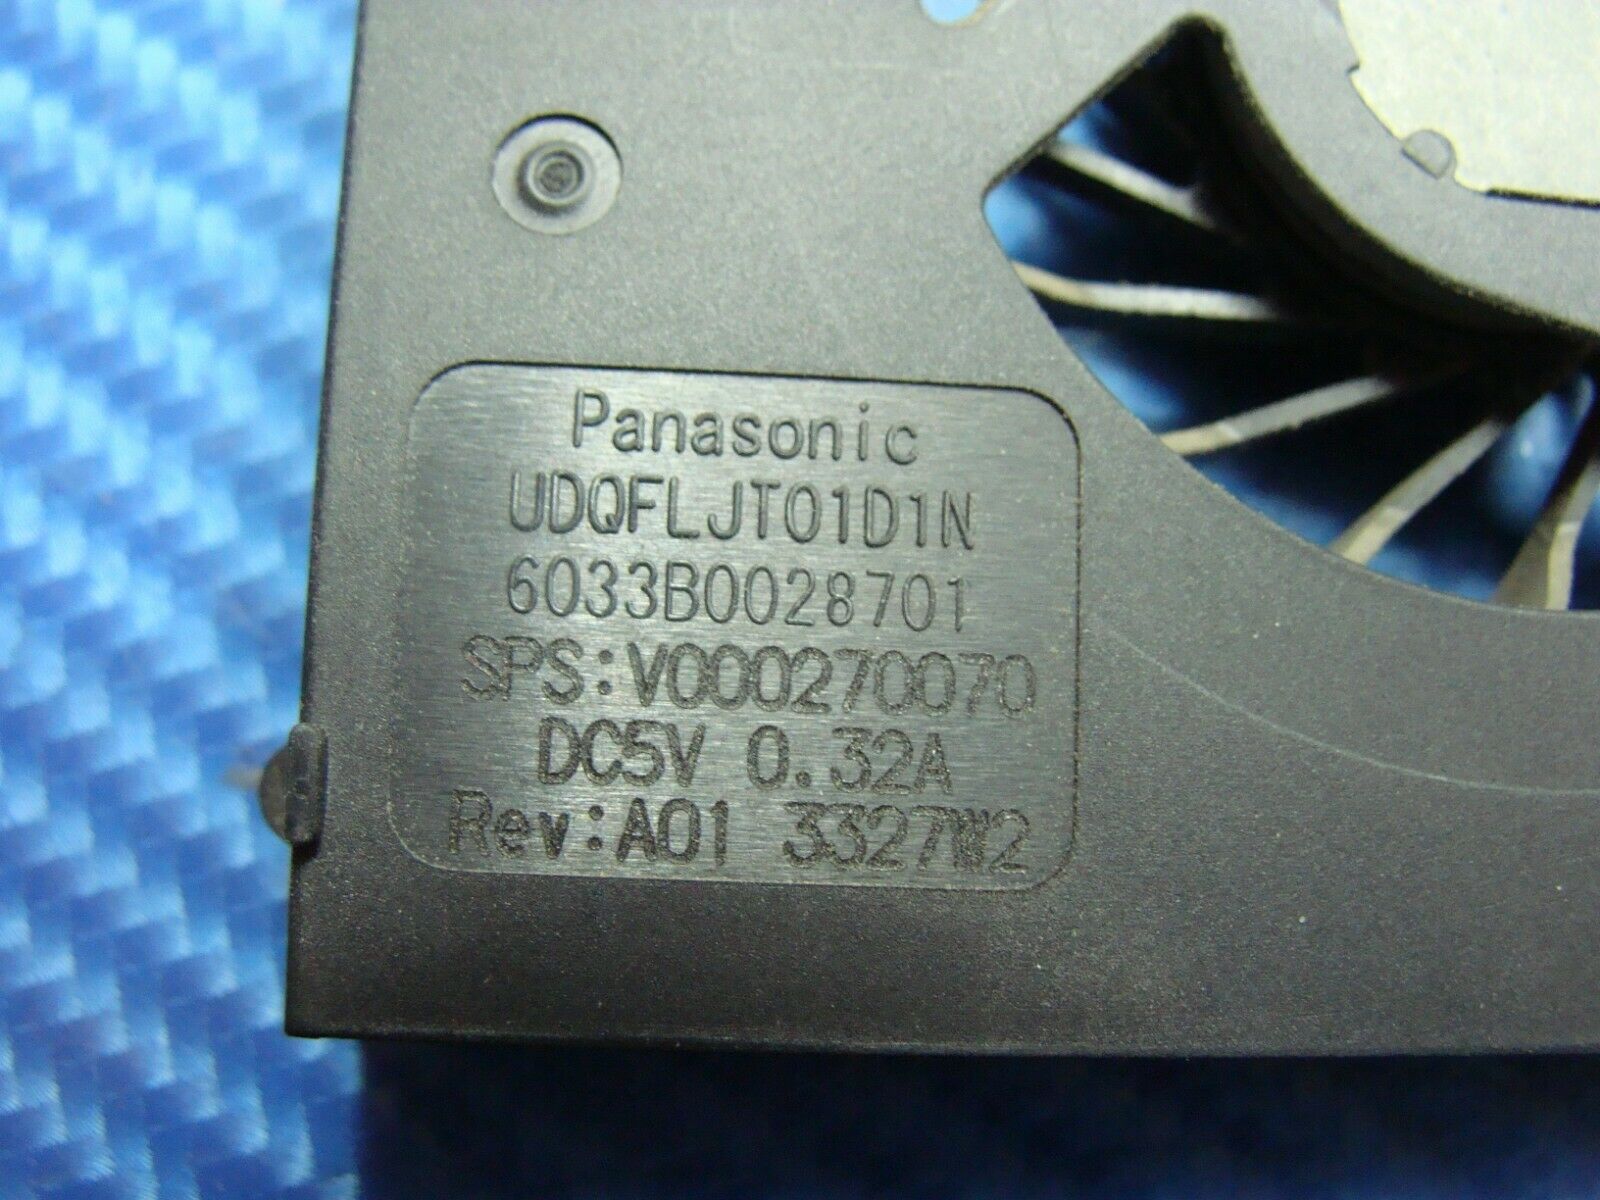 Panasonic
UDQFLJT01D1N
6033B0028701
SPS:V000270070
DC5V 0.32A
Rev:A01 3327W2